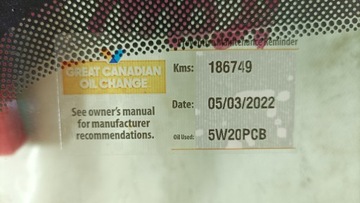 Reminder
GREAT CANADIAN
OIL CHANGE
See owner's manual
for manufacturer
recommendations.
Kms: 186749
Date: 05/03/2022
Oil Used: 5W20PCB